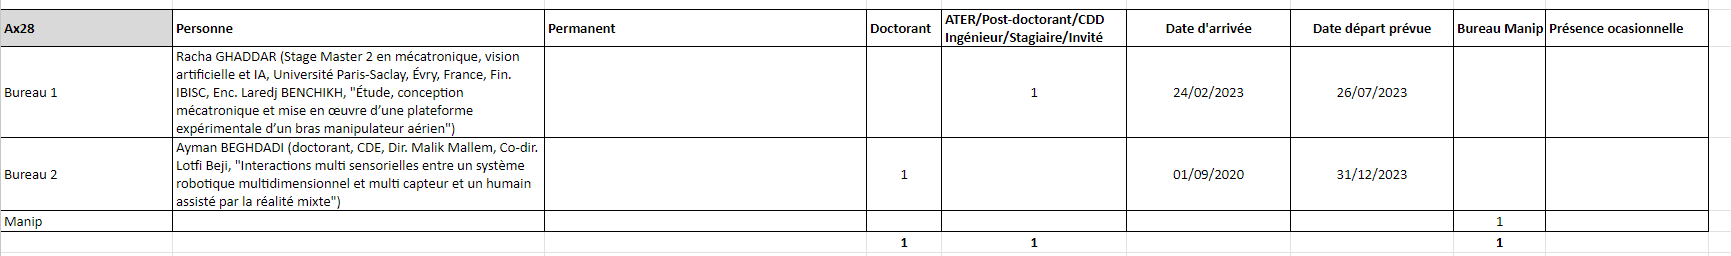 Ax28 Personne Permanent Doctorant ATER/Post-doctorant/CDD Ingénieur/Stagiaire/Invité Date d'arrivée Date départ prévue Bureau Manip Présence ocasionnelle
Racha GHADDAR (Stage Master 2 en mécatronique, vision
artificielle et IA, Université Paris-Saclay, Évry, France, Fin.
Bureau 1 IBISC, Enc. Laredj BENCHIKH, "Étude, conception 1 24/02/2023 26/07/2023
mécatronique et mise en œuvre d’une plateforme
expérimentale d’un bras manipulateur aérien")
Ayman BEGHDADI (doctorant, CDE, Dir. Malik Mallem, Co-dir.
Lotfi Beji, "Interactions multi sensorielles entre un système
Bureau 2 robotique multidimensionnel et multi capteur et un humain 1 01/09/2020 31/12/2023
assisté par la réalité mixte")
Manip 1
1 1 1